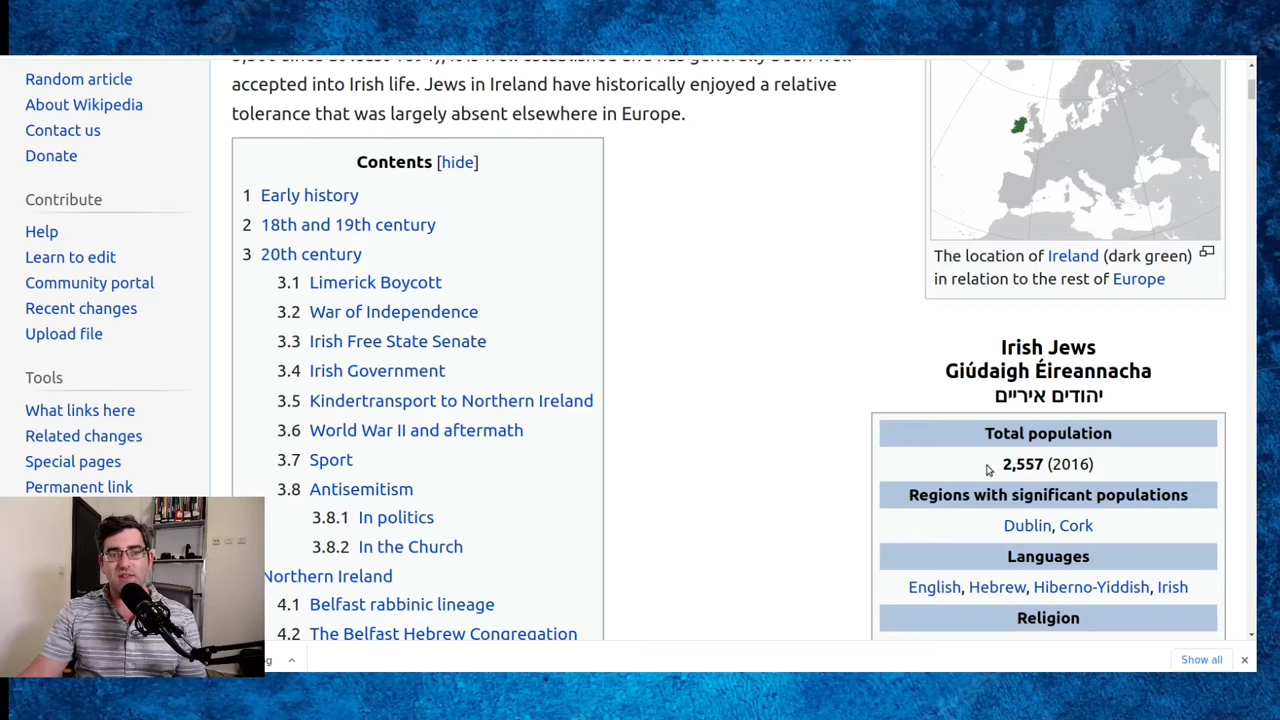 accepted into Irish life. Jews in Ireland have historically enjoyed a relative
tolerance that was largely absent elsewhere in Europe.
Random article
About Wikipedia
Contact us
Donate
Contribute
Help
Learn to edit
Community portal
Recent changes
Upload file
Tools
What links here
Related changes
Special pages
Permanent link
Contents [hide]
1 Early history
2 18th and 19th century
3 20th century
3.1 Limerick Boycott
3.2 War of Independence
3.3 Irish Free State Senate
3.4 Irish Government
3.5 Kindertransport to Northern Ireland
3.6 World War II and aftermath
3.7 Sport
3.8 Antisemitism
3.8.1 In politics
3.8.2 In the Church
Northern Ireland
4.1 Belfast rabbinic lineage
4.2 The Belfast Hebrew Congregation
The location of Ireland (dark green)
in relation to the rest of Europe
Irish Jews
Giúdaigh Éireannacha
יהודים איריים
Total population
2,557 (2016)
Regions with significant populations
Dublin, Cork
Languages
English, Hebrew, Hiberno-Yiddish, Irish
Religion
Show all